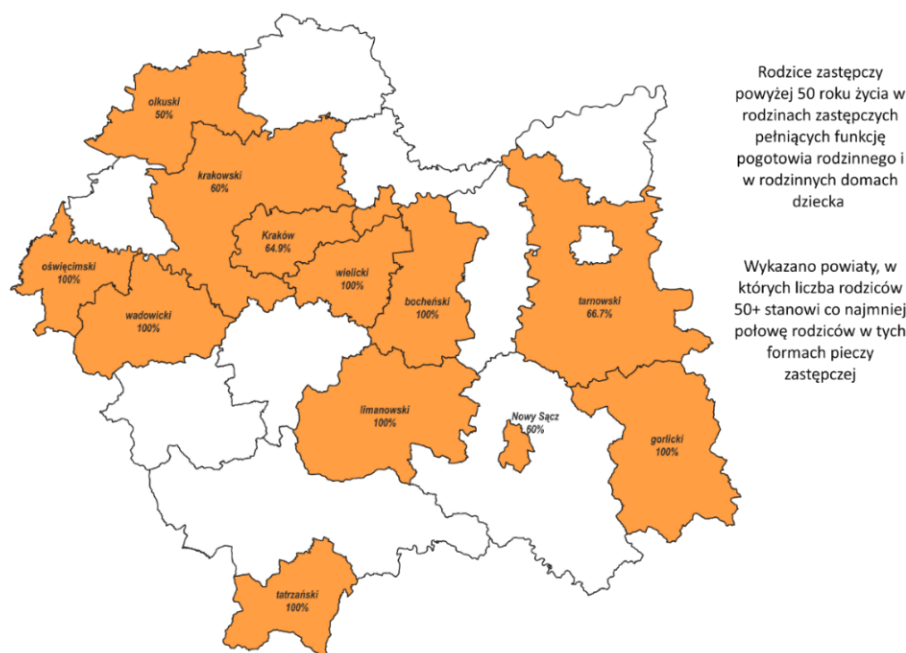 olkuski
50%
krakowski
60%
Kraków
64.9%
oświęcimski
100%
wielicki
100%
wadowicki
100%
bocheński
100%
tarnowski
66.7%
limanowski
100%
Nowy Sącz
60%
gorlicki
100%
tatrzański
100%
Rodzice zastępczy
powyżej 50 roku życia w
rodzinach zastępczych
pełniących funkcję
pogotowia rodzinnego i
w rodzinnych domach
dziecka
Wykazano powiaty, w
których liczba rodziców
50+ stanowi co najmniej
połowę rodziców w tych
formach pieczy
zastępczej